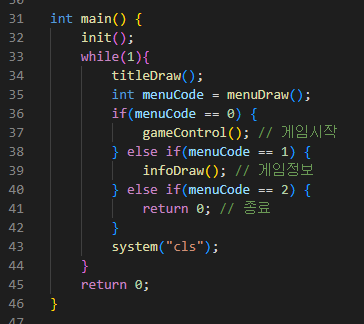 31 int main() {
32     init();
33     while(1){
34         titleDraw();
35         int menuCode = menuDraw();
36         if(menuCode == 0) {
37             gameControl(); // 게임시작
38         } else if(menuCode == 1) {
39             infoDraw(); // 게임정보
40         } else if(menuCode == 2) {
41             return 0; // 종료
42         }
43         system("cls");
44     }
45     return 0;
46 }